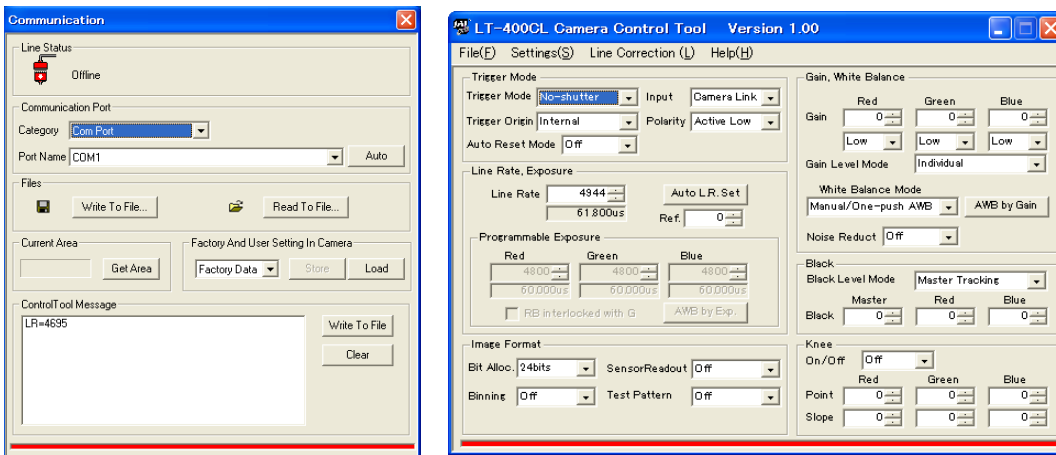 Communication
Line Status
Offline
Communication Port
Category Com Port
Port Name COM1 Auto
Files
Write To File... Read To File...
Current Area
Get Area
Factory And User Setting In Camera
Factory Data Store Load
ControlTool Message
LR=4695
Write To File
Clear
LT-400CL Camera Control Tool Version 1.00
File(F) Settings(S) Line Correction (L) Help(H)
Trigger Mode
Trigger Mode No-shutter Input Camera Link
Trigger Origin Internal Polarity Active Low
Auto Reset Mode Off
Line Rate, Exposure
Line Rate 4944 Auto L.R. Set
61.800us Ref. 0
Programmable Exposure
Red Green Blue
4800 4800 4800
60.000us 60.000us 60.000us
RB interlocked with G AWB by Exp.
Image Format
Bit Alloc. 24bits SensorReadout Off
Binning Off Test Pattern Off
Gain, White Balance
Red Green Blue
Gain 0 0 0
Low Low Low
Gain Level Mode Individual
White Balance Mode
Manual/One-push AWB AWB by Gain
Noise Reduct Off
Black
Black Level Mode Master Tracking
Master Red Blue
Black 0 0 0
Knee
On/Off Off
Red Green Blue
Point 0 0 0
Slope 0 0 0